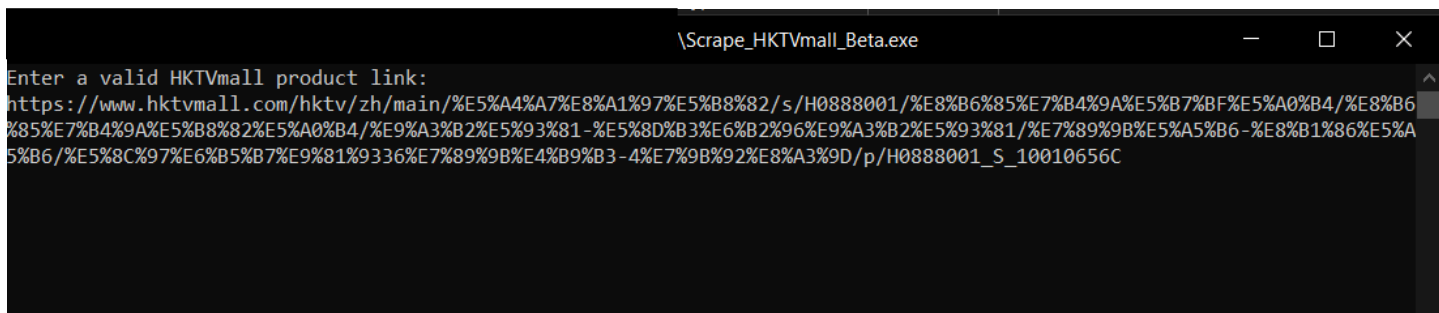 \Scrape_HKTVmall_Beta.exe
Enter a valid HKTVmall product link:
https://www.hktvmall.com/hktv/zh/main/%E5%A4%A7%E8%A1%97%E5%B8%82/s/H0888001/%E8%B6%85%E7%B4%9A%E5%B7%BF%E5%A0%B4/%E8%B6
%85%E7%B4%9A%E5%B8%82%E5%A0%B4/%E9%A3%B2%E5%93%81-%E5%8D%B3%E6%B2%96%E9%A3%B2%E5%93%81/%E7%89%9B%E5%A5%B6-%E8%B1%86%E5%A
5%B6/%E5%8C%97%E6%B5%B7%E9%81%9336%E7%89%9B%E4%B9%B3-4%E7%9B%92%E8%A3%9D/p/H0888001_S_10010656C